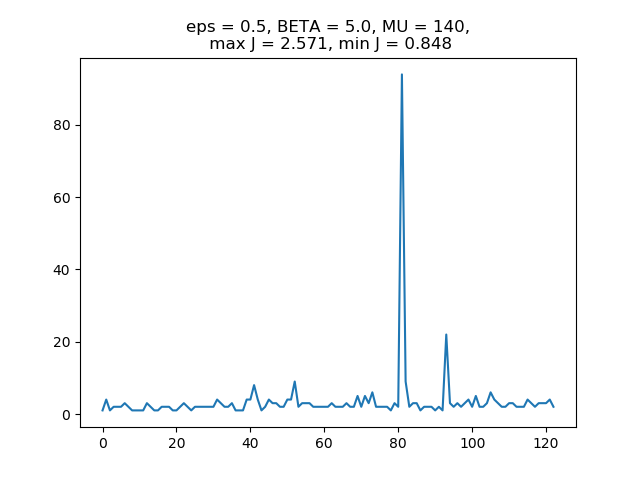 eps = 0.5, BETA = 5.0, MU = 140,
max J = 2.571, min J = 0.848
80
60
40
20
0
0 20 40 60 80 100 120